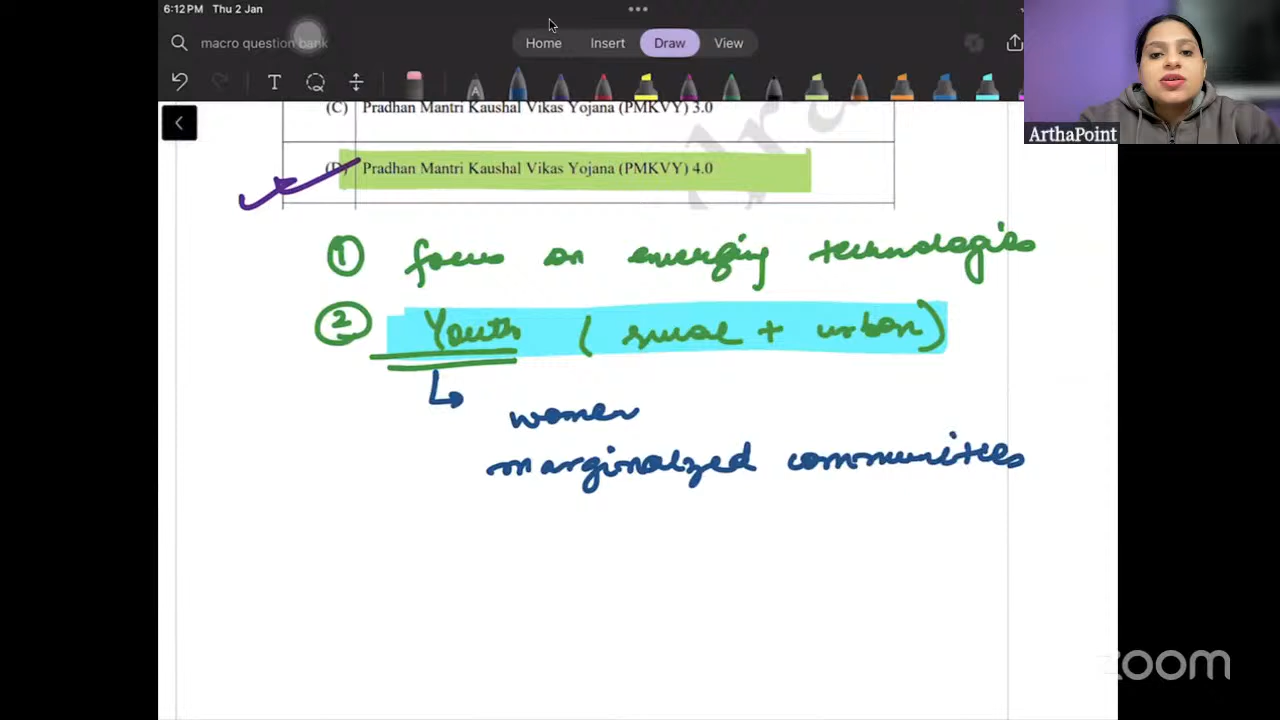 6:12 PM Thu 2 Jan
macro question bank
Home Insert Draw View
(C) Pradhan Mantri Kaushal Vikas Yojana (PMKVY) 3.0
(D) Pradhan Mantri Kaushal Vikas Yojana (PMKVY) 4.0
1 focus on emerging technologies
2 Youth (rural + urban)
women
marginalized communities
ArthaPoint
zoom